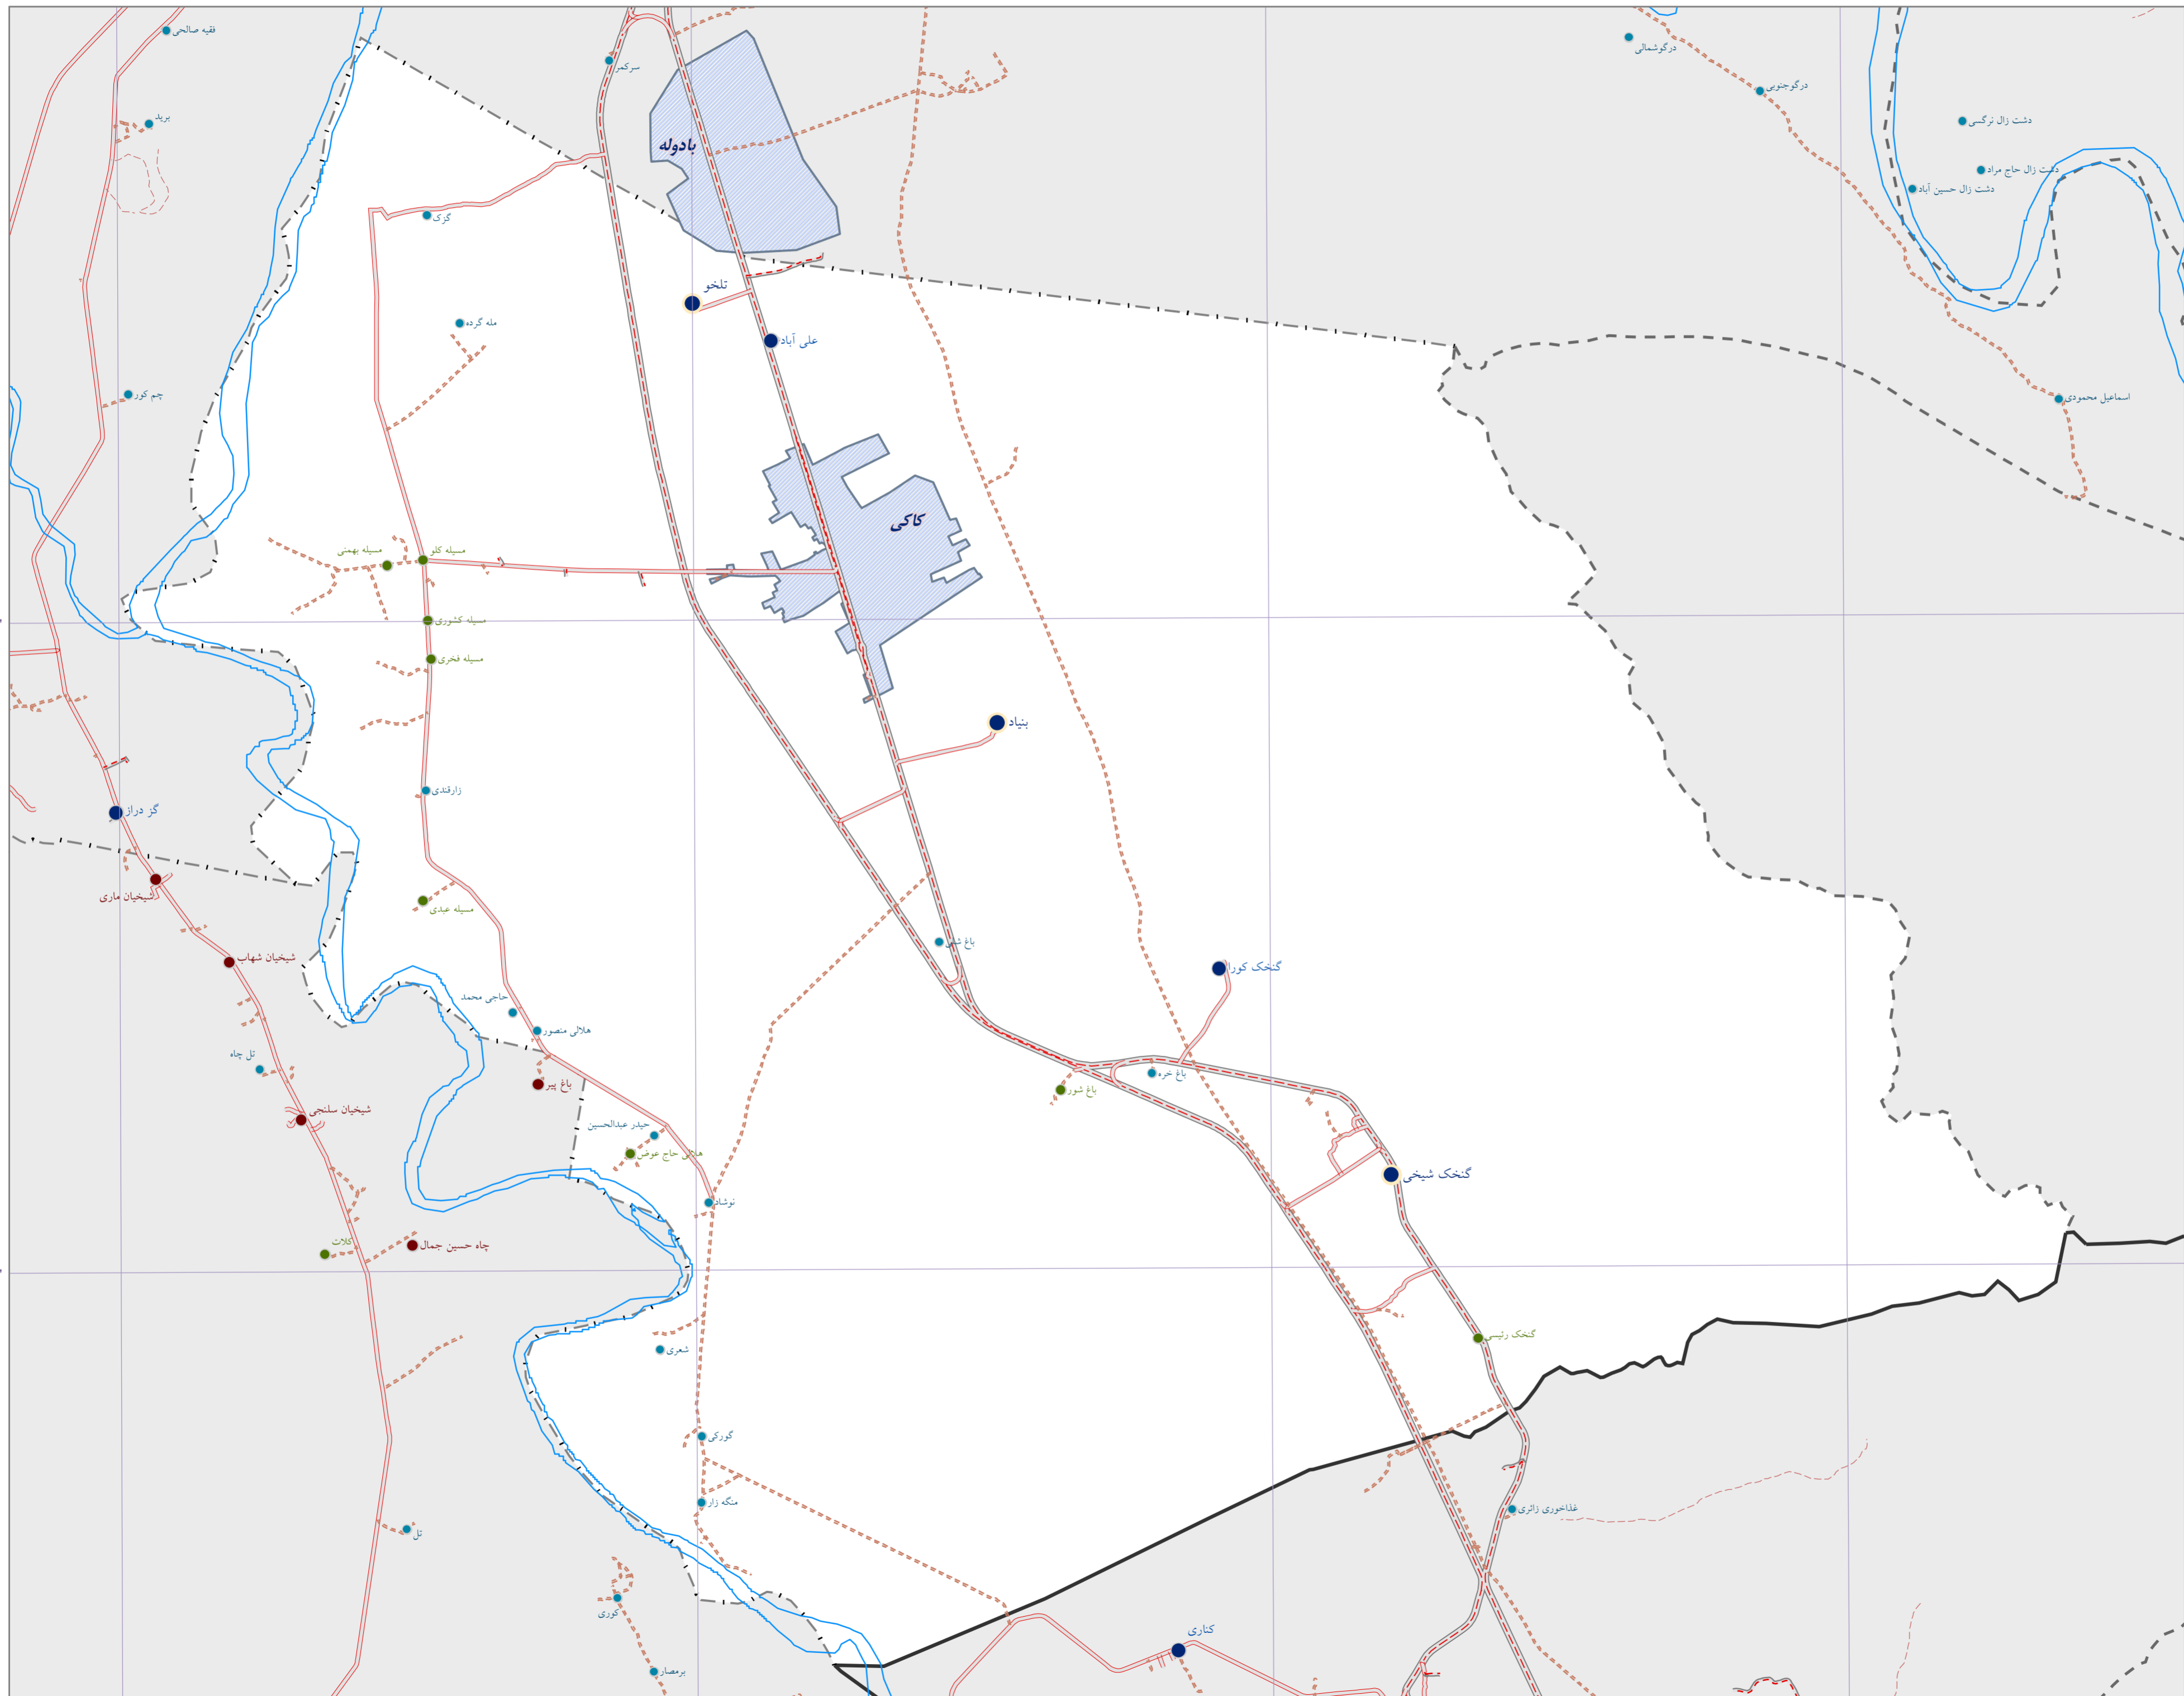 فقیه صالحی
سرکمر
درگوشمالی
درگوجنوبی
برید
دشت زال نرگسی
بادوله
دشت زال حاج مراد
دشت زال حسین آباد
گزک
تلخو
مله گرده
علی آباد
چم کور
اسماعیل محمودی
کاکی
مسیله بهمنی
مسیله کلو
مسیله کشوری
مسیله فخری
بنیاد
زارقندی
گز دراز
شیخیان ماری
مسیله عبدی
باغ شی
شیخیان شهاب
گنخک کورا
حاجی محمد
هلالی منصور
تل چاه
باغ پیر
باغ خره
باغ شور
شیخیان سلنجی
حیدر عبدالحسین
هلالی حاج عوض
گنخک شیخی
نوشاد
کلات
چاه حسین جمال
گنخک رئیسی
شعری
گورکی
منگه زار
غذاخوری زائری
تل
کوری
کناری
برمصار